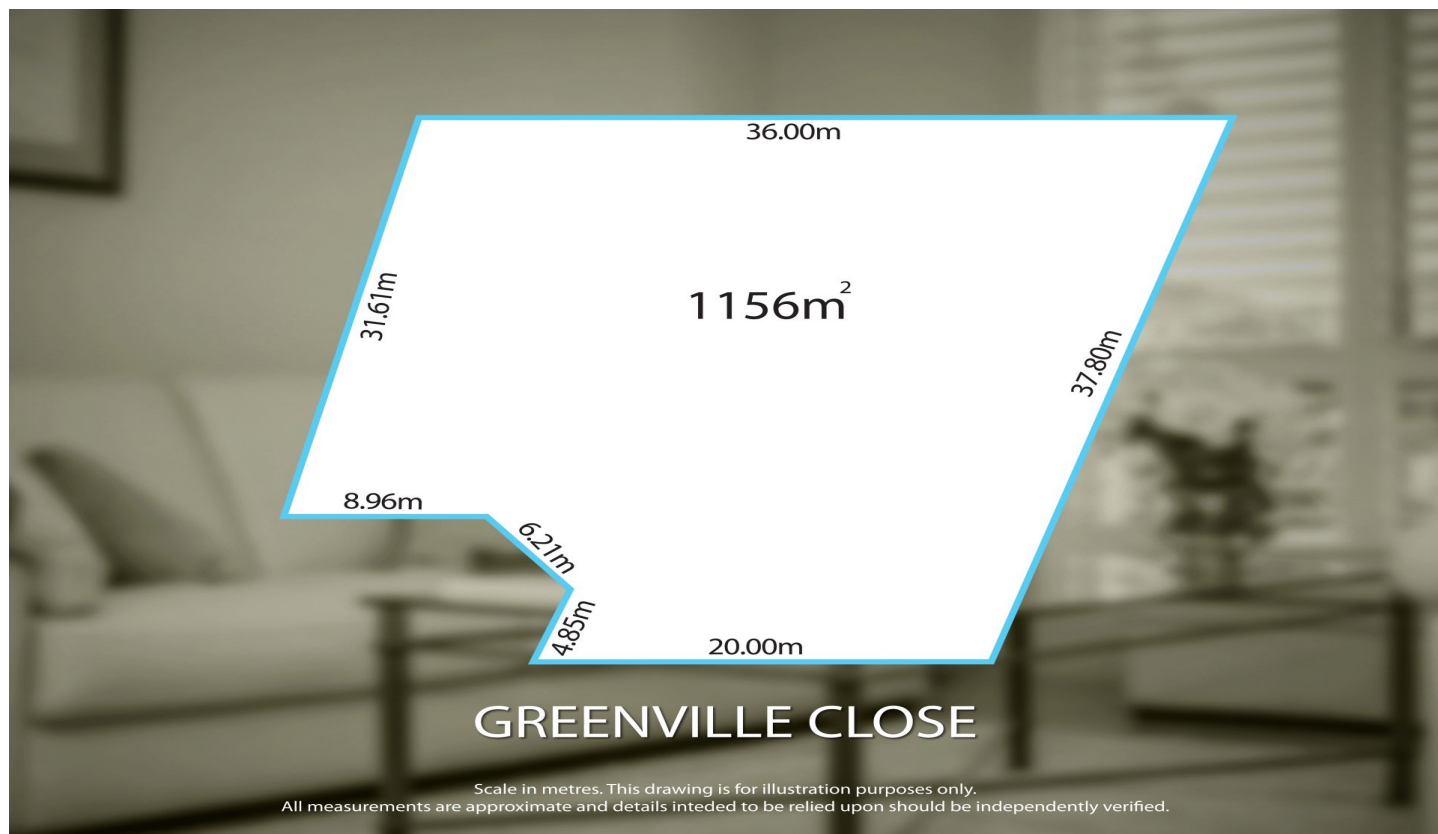 36.00m
1156m²
31.61m
37.80m
8.96m
6.21m
4.85m
20.00m
GREENVILLE CLOSE
Scale in metres. This drawing is for illustration purposes only.
All measurements are approximate and details inteded to be relied upon should be independently verified.